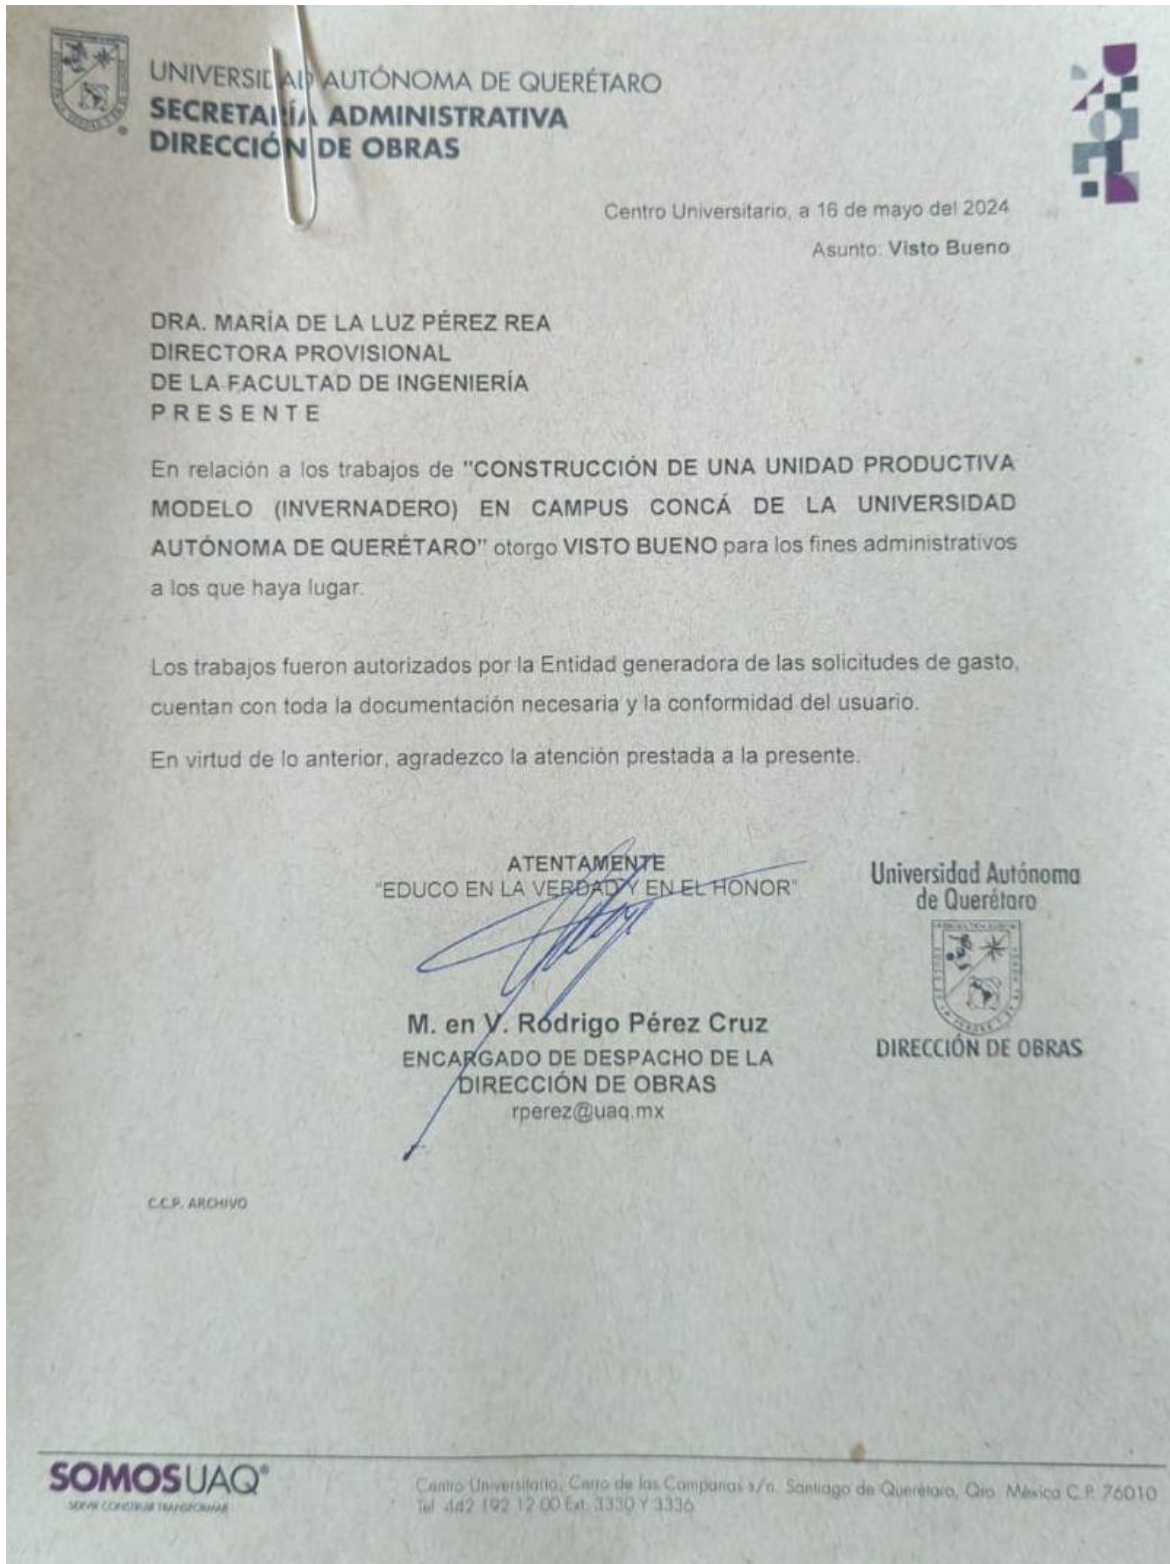 UNIVERSIDAD AUTÓNOMA DE QUERÉTARO
SECRETARÍA ADMINISTRATIVA
DIRECCIÓN DE OBRAS
Centro Universitario, a 16 de mayo del 2024
Asunto: Visto Bueno
DRA. MARÍA DE LA LUZ PÉREZ REA
DIRECTORA PROVISIONAL
DE LA FACULTAD DE INGENIERÍA
P R E S E N T E
En relación a los trabajos de "CONSTRUCCIÓN DE UNA UNIDAD PRODUCTIVA
MODELO (INVERNADERO) EN CAMPUS CONCÁ DE LA UNIVERSIDAD
AUTÓNOMA DE QUERÉTARO" otorgo VISTO BUENO para los fines administrativos
a los que haya lugar.
Los trabajos fueron autorizados por la Entidad generadora de las solicitudes de gasto,
cuentan con toda la documentación necesaria y la conformidad del usuario.
En virtud de lo anterior, agradezco la atención prestada a la presente.
ATENTAMENTE
"EDUCO EN LA VERDAD Y EN EL HONOR"
M. en V. Rodrigo Pérez Cruz
ENCARGADO DE DESPACHO DE LA
DIRECCIÓN DE OBRAS
rperez@uaq.mx
Universidad Autónoma
de Querétaro
DIRECCIÓN DE OBRAS
C.C.P. ARCHIVO
SOMOSUAQ®
SERVIR CONSTRUIR TRANSFORMAR
Centro Universitario, Cerro de las Campanas s/n. Santiago de Querétaro, Qro. México C.P. 76010
Tel. 442 192 12 00 Ext. 3330 Y 3336